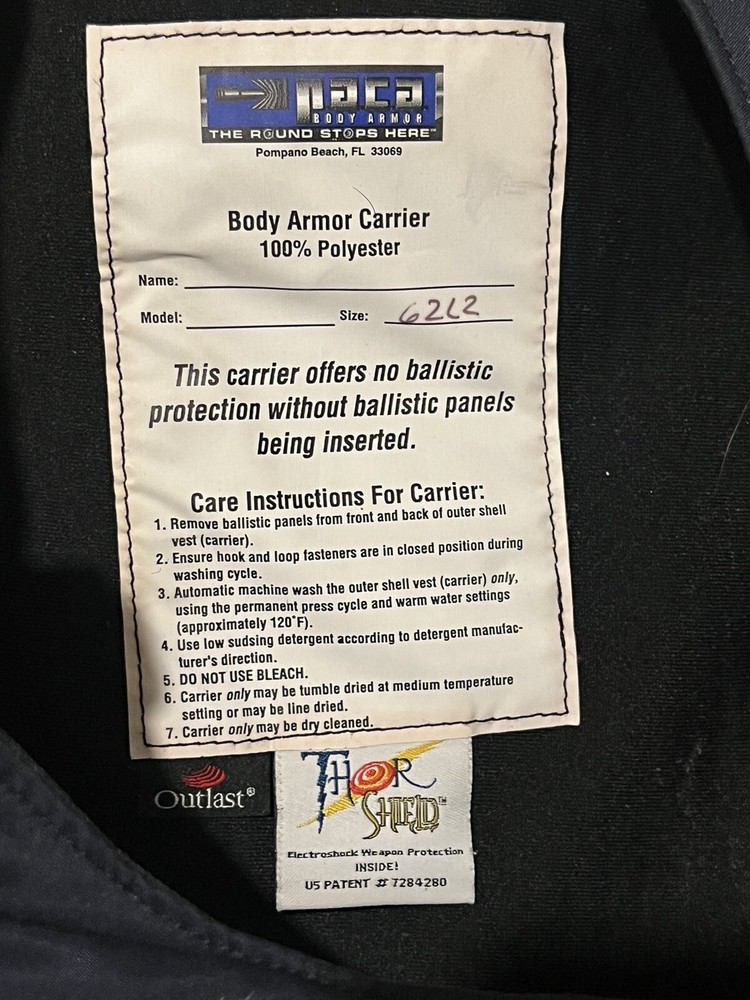 paca
BODY ARMOR
THE ROUND STOPS HERE™
Pompano Beach, FL 33069
Body Armor Carrier
100% Polyester
Name:
Model: Size: 62L2
This carrier offers no ballistic
protection without ballistic panels
being inserted.
Care Instructions For Carrier:
1. Remove ballistic panels from front and back of outer shell
vest (carrier).
2. Ensure hook and loop fasteners are in closed position during
washing cycle.
3. Automatic machine wash the outer shell vest (carrier) only,
using the permanent press cycle and warm water settings
(approximately 120°F).
4. Use low sudsing detergent according to detergent manufac-
turer's direction.
5. DO NOT USE BLEACH.
6. Carrier only may be tumble dried at medium temperature
setting or may be line dried.
7. Carrier only may be dry cleaned.
Outlast®
THOR
SHIELD™
Electroshock Weapon Protection
INSIDE!
US PATENT # 7284280